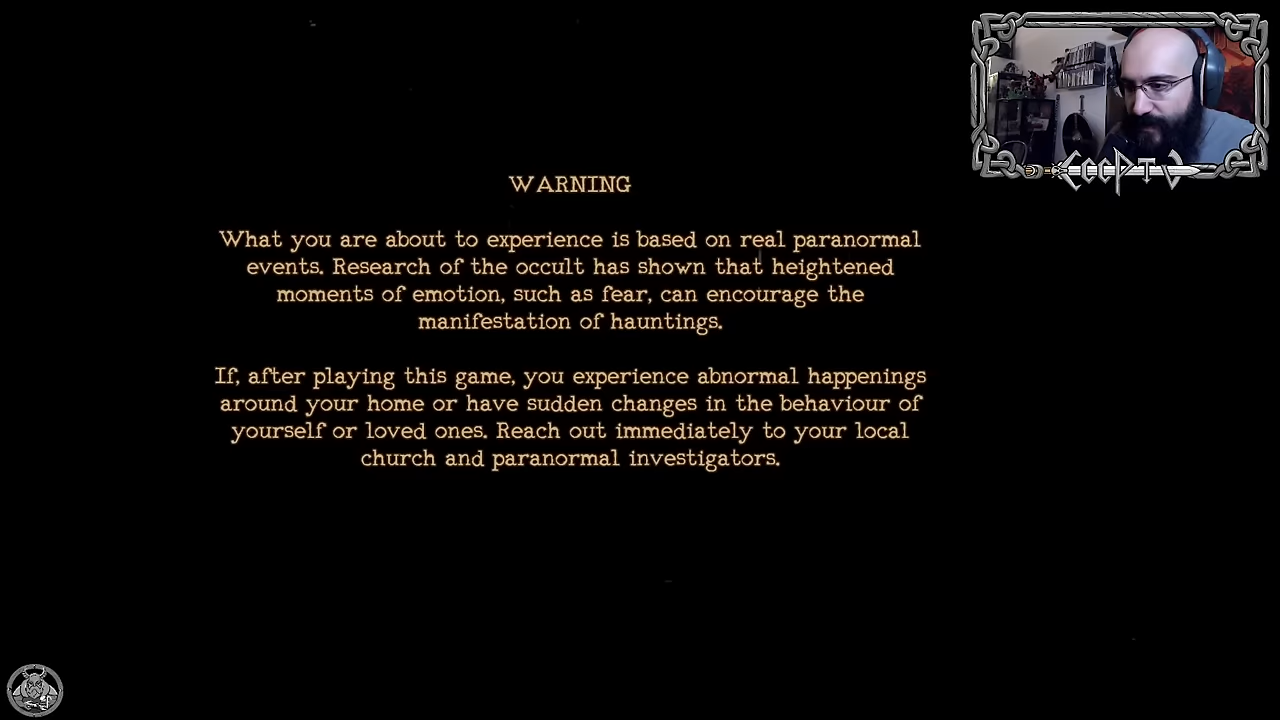 WARNING
What you are about to experience is based on real paranormal
events. Research of the occult has shown that heightened
moments of emotion, such as fear, can encourage the
manifestation of hauntings.
If, after playing this game, you experience abnormal happenings
around your home or have sudden changes in the behaviour of
yourself or loved ones. Reach out immediately to your local
church and paranormal investigators.